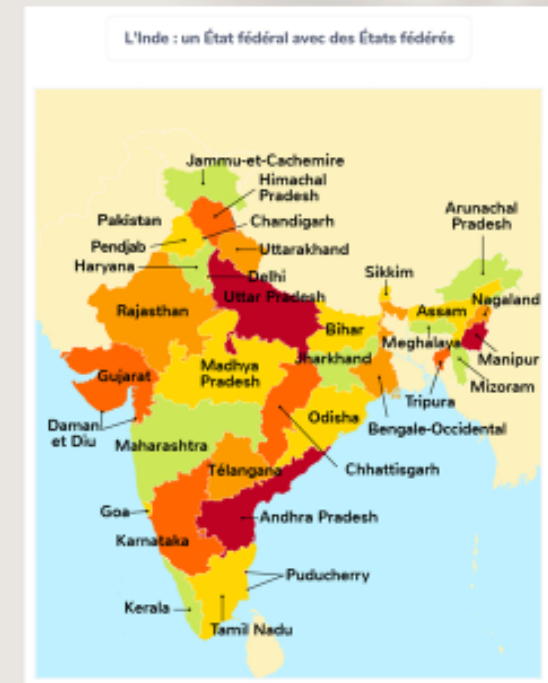 L'Inde : un État fédéral avec des États fédérés
Jammu-et-Cachemire
Himachal
Pradesh
Arunachal
Pradesh
Pakistan
Chandigarh
Pendjab
Uttarakhand
Haryana
Delhi
Sikkim
Uttar Pradesh
Nagaland
Rajasthan
Assam
Bihar
Meghalaya
Jharkhand
Manipur
Madhya
Pradesh
Gujarat
Mizoram
Tripura
Odisha
Daman
et Diu
Bengale-Occidental
Maharashtra
Télangana
Chhattisgarh
Goa
Andhra Pradesh
Karnataka
Puducherry
Kerala
Tamil Nadu